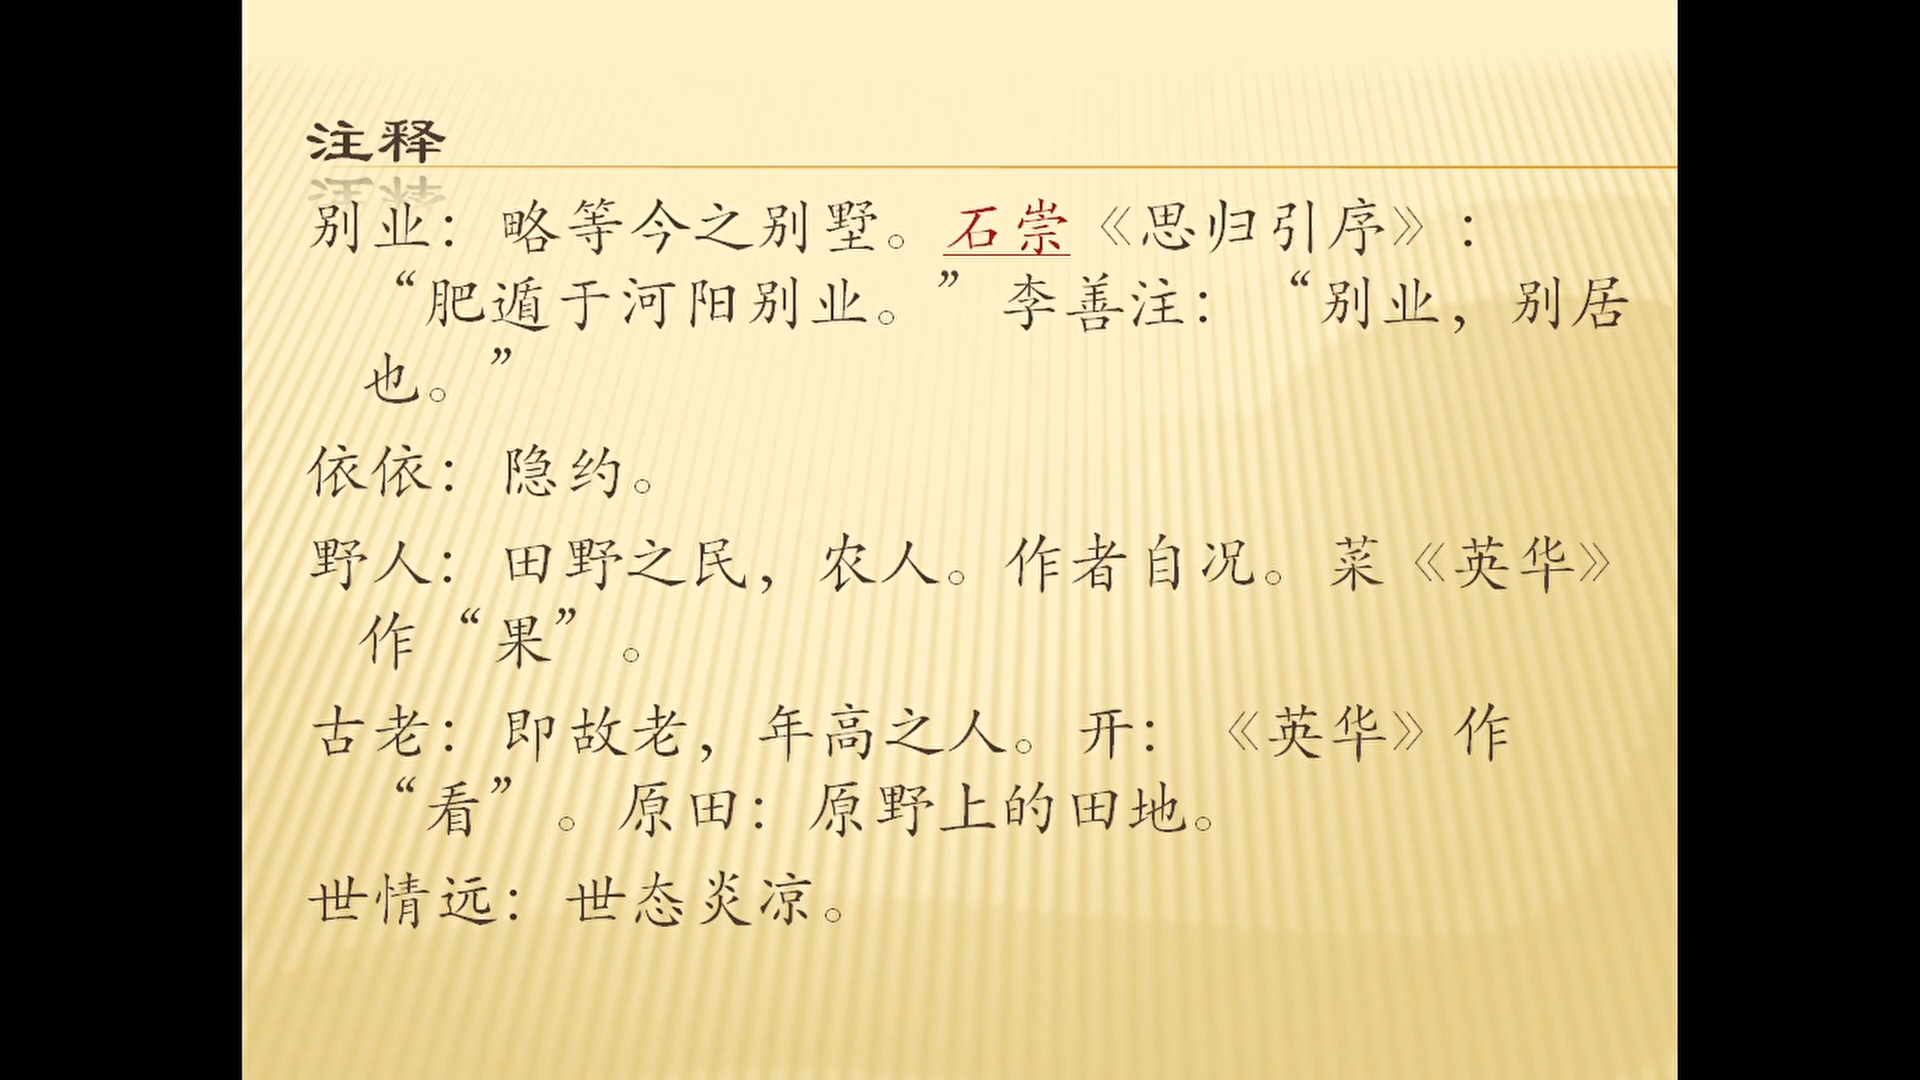 注释
别业：略等今之别墅。石崇《思归引序》：
“肥遁于河阳别业。”李善注：“别业，别居
也。”
依依：隐约。
野人：田野之民，农人。作者自况。菜《英华》
作“果”。
古老：即故老，年高之人。开：《英华》作
“看”。原田：原野上的田地。
世情远：世态炎凉。